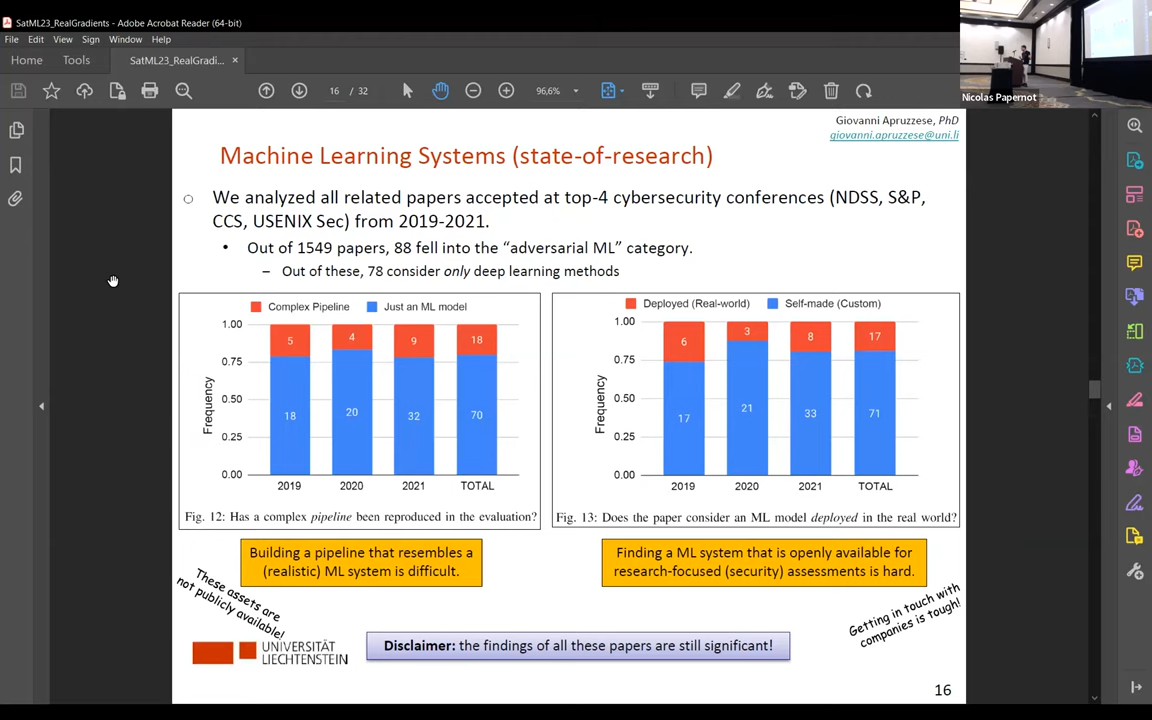 SatML23_RealGradients - Adobe Acrobat Reader (64-bit)
File Edit View Sign Window Help
Home Tools SatML23_RealGradi... ×
16 / 32 96,6%
Nicolas Papernot
Giovanni Apruzzese, PhD
giovanni.apruzzese@uni.li
Machine Learning Systems (state-of-research)
We analyzed all related papers accepted at top-4 cybersecurity conferences (NDSS, S&P,
CCS, USENIX Sec) from 2019-2021.
• Out of 1549 papers, 88 fell into the “adversarial ML” category.
– Out of these, 78 consider only deep learning methods
Complex Pipeline Just an ML model
1.00
0.75
0.50
0.25
0.00
Frequency
5 4 9 18
18 20 32 70
2019 2020 2021 TOTAL
Fig. 12: Has a complex pipeline been reproduced in the evaluation?
Deployed (Real-world) Self-made (Custom)
1.00
0.75
0.50
0.25
0.00
Frequency
6 3 8 17
17 21 33 71
2019 2020 2021 TOTAL
Fig. 13: Does the paper consider an ML model deployed in the real world?
Building a pipeline that resembles a
(realistic) ML system is difficult.
Finding a ML system that is openly available for
research-focused (security) assessments is hard.
These assets are
not publicly available!
Getting in touch with
companies is tough!
UNIVERSITÄT
LIECHTENSTEIN
Disclaimer: the findings of all these papers are still significant!
16